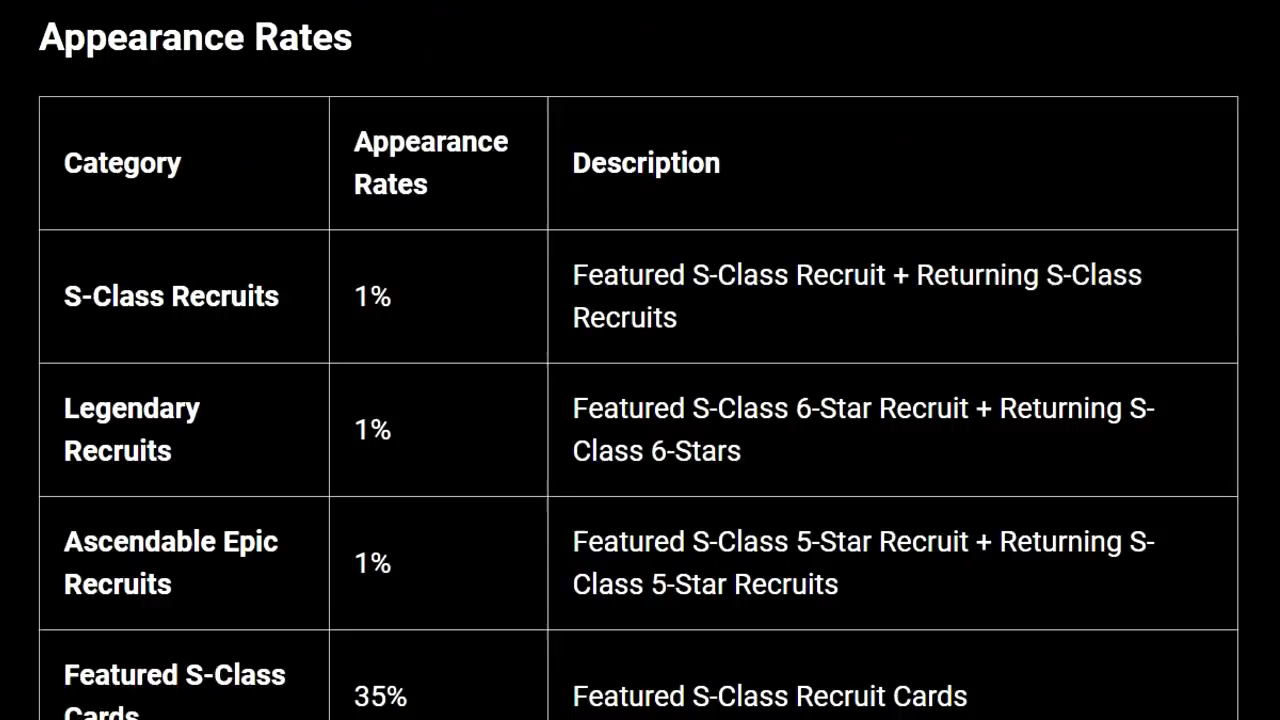 Appearance Rates
Category
Appearance
Rates
Description
S-Class Recruits
1%
Featured S-Class Recruit + Returning S-Class
Recruits
Legendary
Recruits
1%
Featured S-Class 6-Star Recruit + Returning S-
Class 6-Stars
Ascendable Epic
Recruits
1%
Featured S-Class 5-Star Recruit + Returning S-
Class 5-Star Recruits
Featured S-Class
Cards
35%
Featured S-Class Recruit Cards